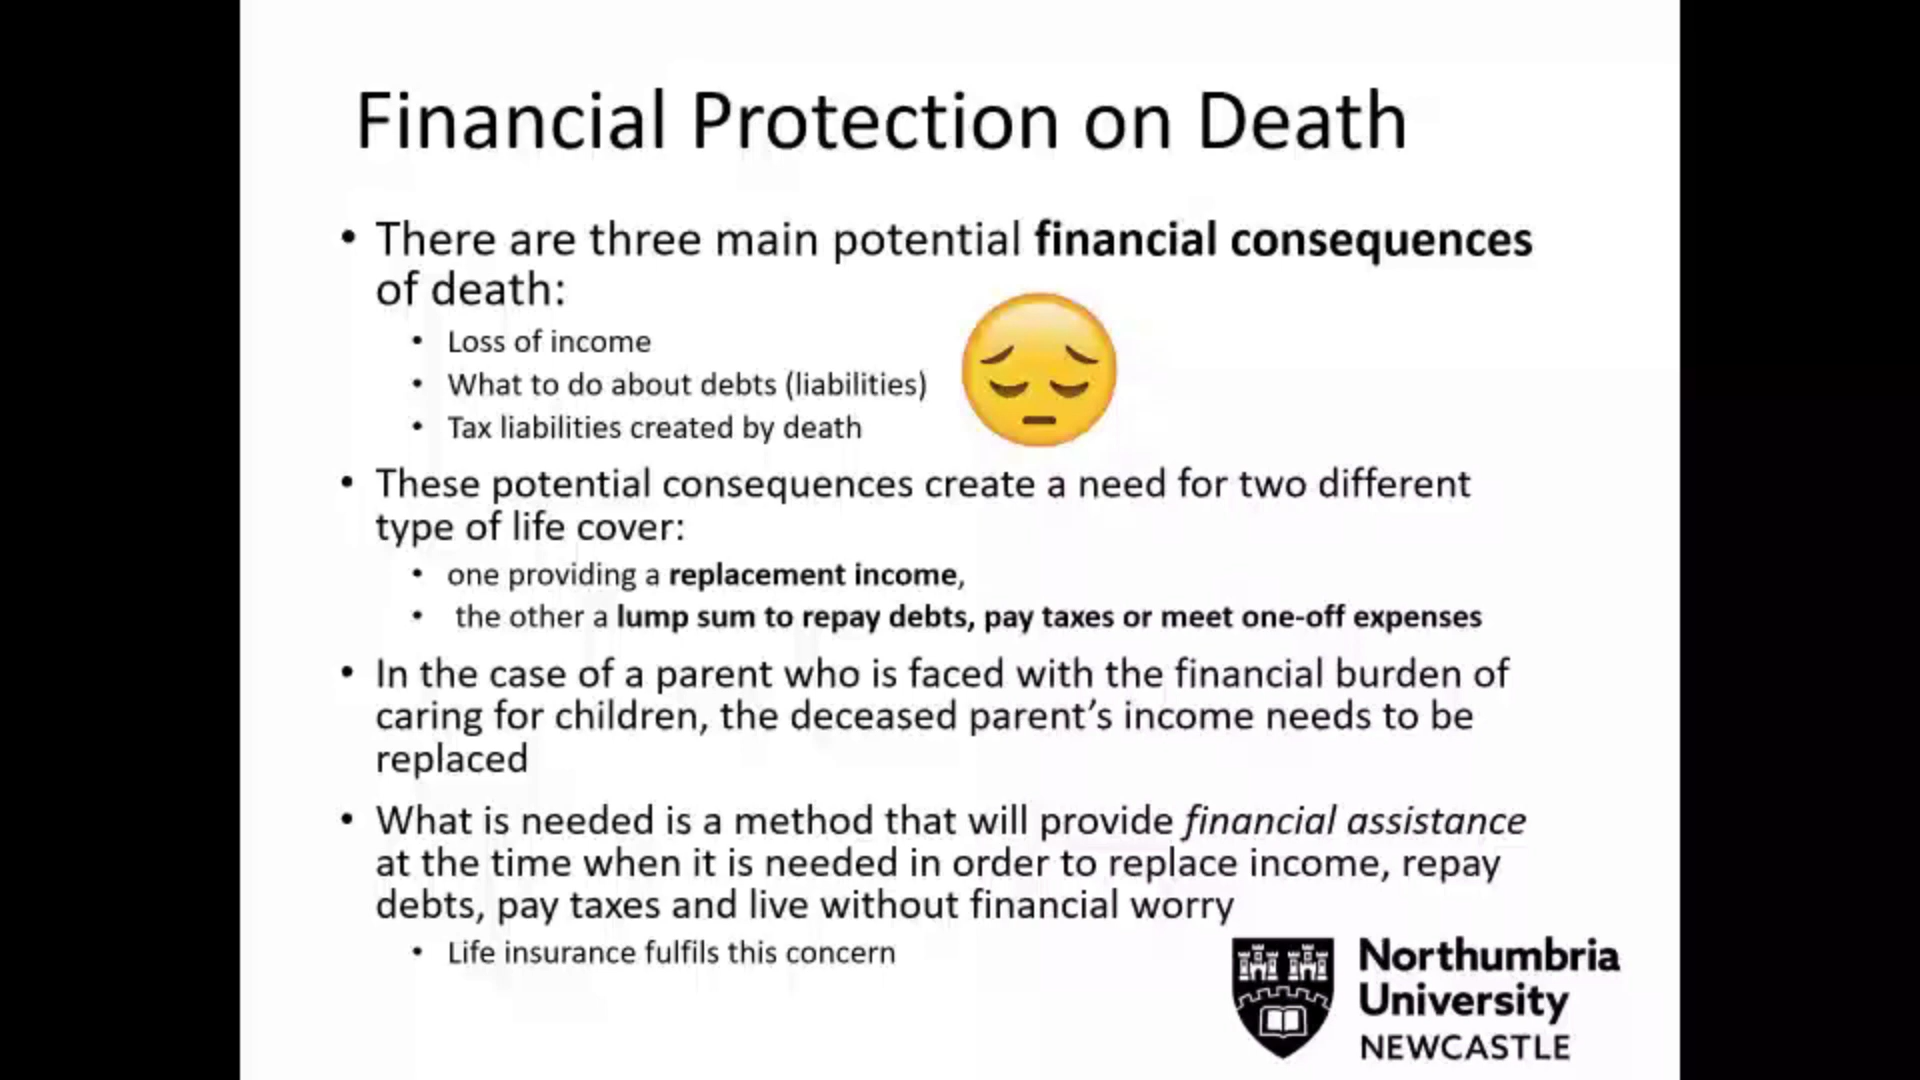 Financial Protection on Death
• There are three main potential financial consequences
of death:
• Loss of income
• What to do about debts (liabilities)
• Tax liabilities created by death
• These potential consequences create a need for two different
type of life cover:
• one providing a replacement income,
• the other a lump sum to repay debts, pay taxes or meet one-off expenses
• In the case of a parent who is faced with the financial burden of
caring for children, the deceased parent’s income needs to be
replaced
• What is needed is a method that will provide financial assistance
at the time when it is needed in order to replace income, repay
debts, pay taxes and live without financial worry
• Life insurance fulfils this concern
Northumbria
University
NEWCASTLE